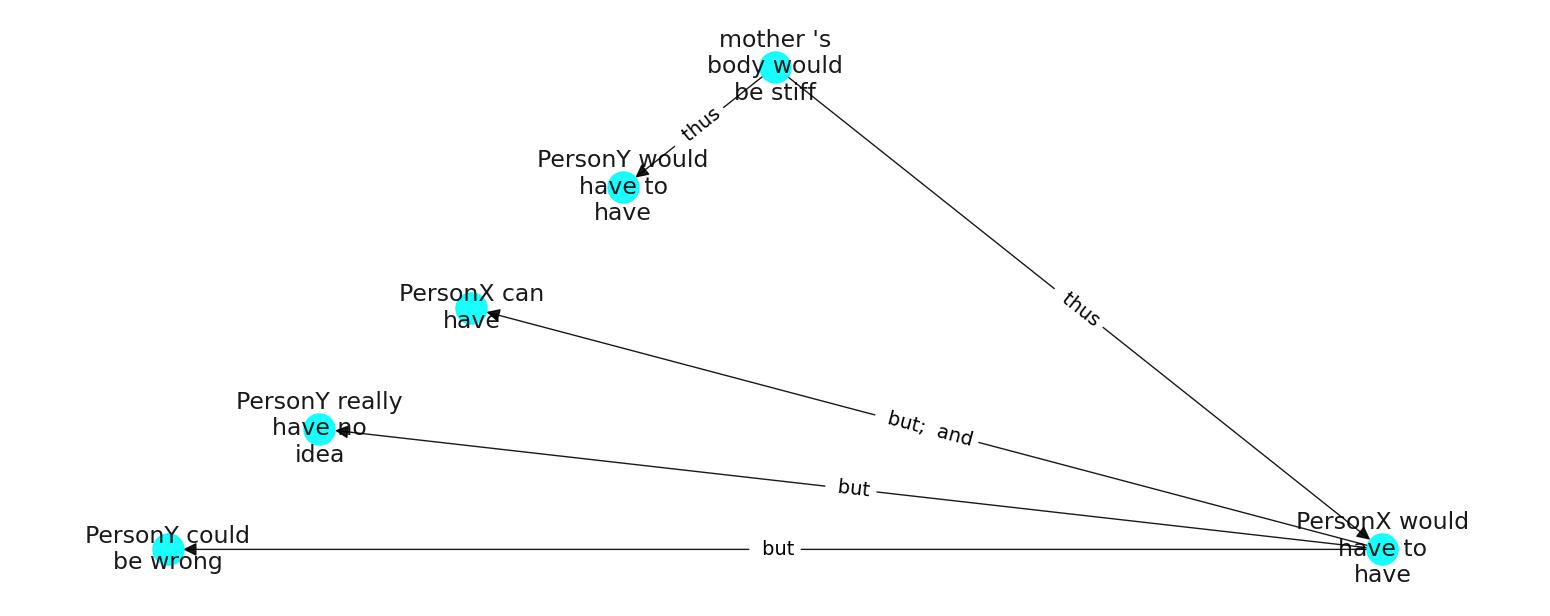 mother 's
body would
be stiff
thus
PersonY would
have to
have
PersonX can
have
thus
PersonY really
have no
idea
but;  and
but
PersonY could
be wrong
but
PersonX would
have to
have